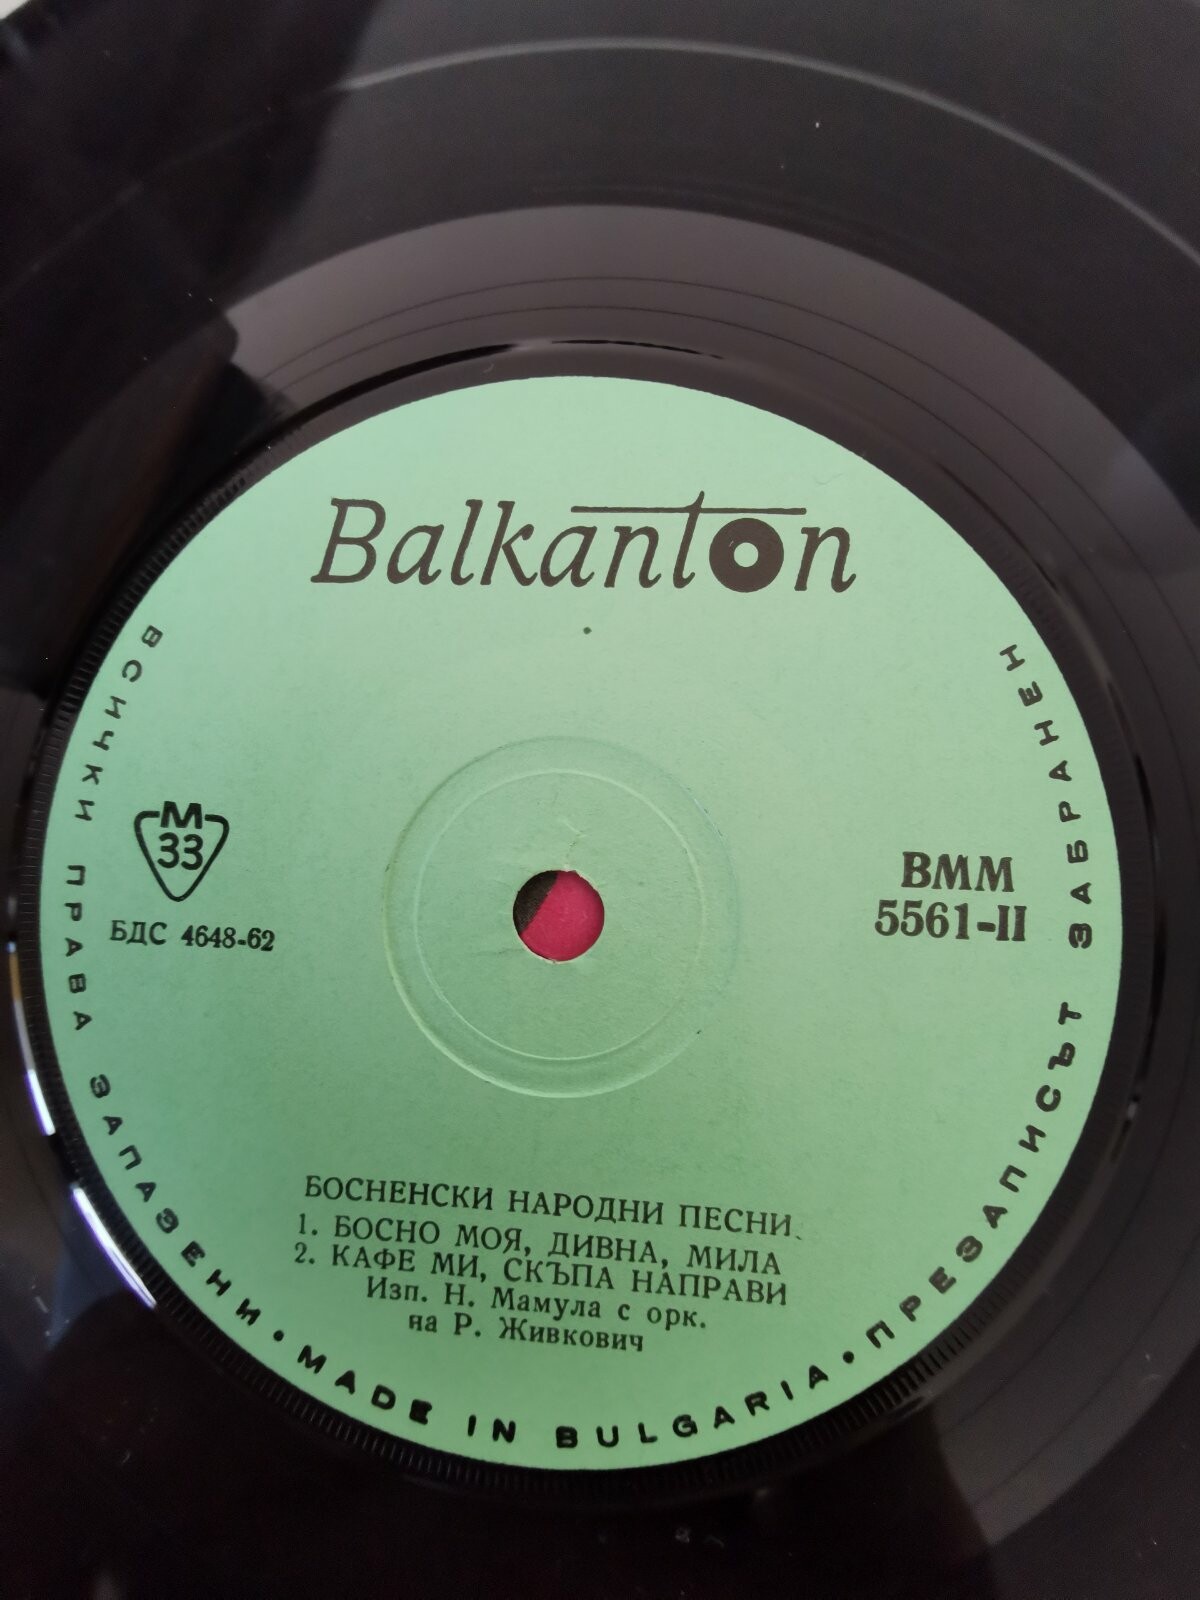 Balkanton
М
33
БДС 4648-62
ВММ
5561-II
БОСНЕНСКИ НАРОДНИ ПЕСНИ
1. БОСНО МОЯ, ДИВНА, МИЛА
2. КАФЕ МИ, СКЪПА НАПРАВИ
Изп. Н. Мамула с орк.
на Р. Живкович
ВСИЧКИ ПРАВА ЗАПАЗЕНИ • MADE IN BULGARIA • ПРЕЗАПИСЪТ ЗАБРАНЕН